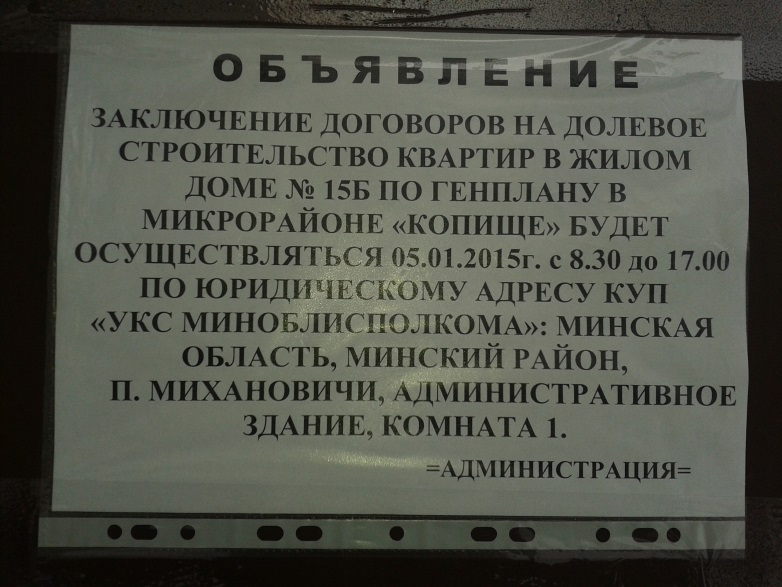 ОБЪЯВЛЕНИЕ
ЗАКЛЮЧЕНИЕ ДОГОВОРОВ НА ДОЛЕВОЕ
СТРОИТЕЛЬСТВО КВАРТИР В ЖИЛОМ
ДОМЕ № 15Б ПО ГЕНПЛАНУ В
МИКРОРАЙОНЕ «КОПИЩЕ» БУДЕТ
ОСУЩЕСТВЛЯТЬСЯ 05.01.2015г. с 8.30 до 17.00
ПО ЮРИДИЧЕСКОМУ АДРЕСУ КУП
«УКС МИНОБЛИСПОЛКОМА»: МИНСКАЯ
ОБЛАСТЬ, МИНСКИЙ РАЙОН,
П. МИХАНОВИЧИ, АДМИНИСТРАТИВНОЕ
ЗДАНИЕ, КОМНАТА 1.
=АДМИНИСТРАЦИЯ=